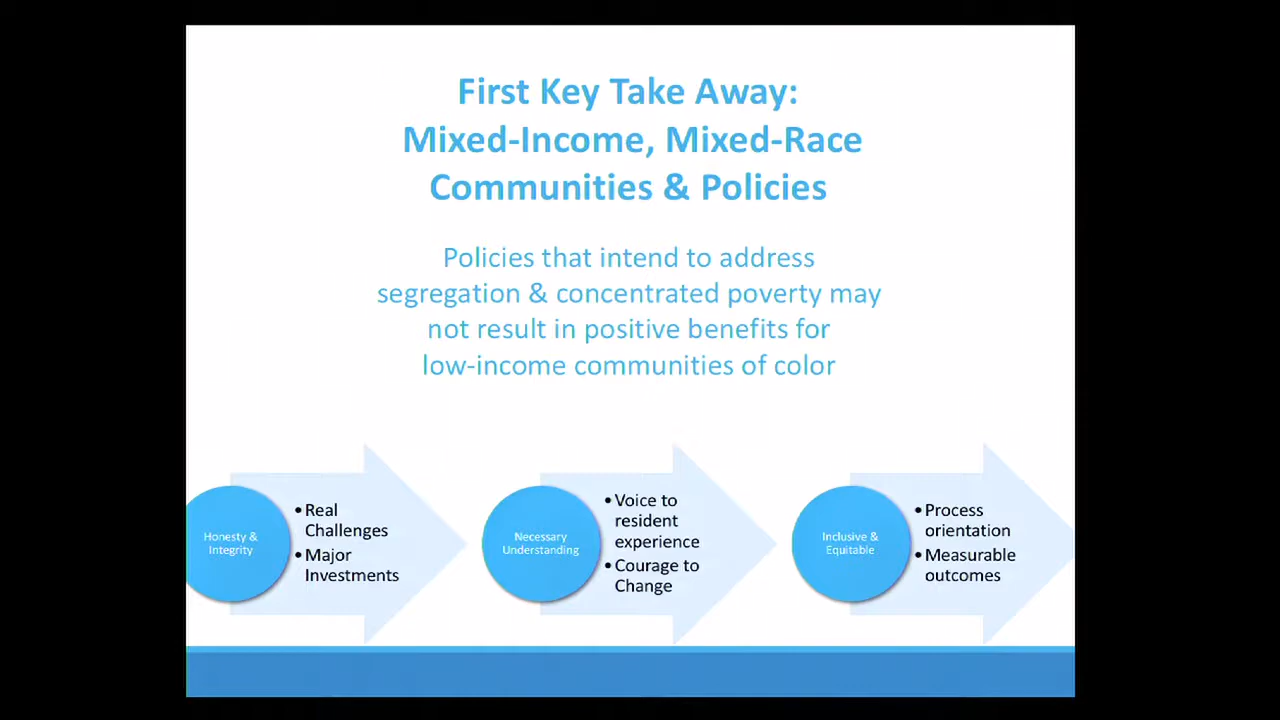 First Key Take Away:
Mixed-Income, Mixed-Race
Communities & Policies
Policies that intend to address
segregation & concentrated poverty may
not result in positive benefits for
low-income communities of color
Honesty &
Integrity
•Real
Challenges
•Major
Investments
Necessary
Understanding
•Voice to
resident
experience
•Courage to
Change
Inclusive &
Equitable
•Process
orientation
•Measurable
outcomes